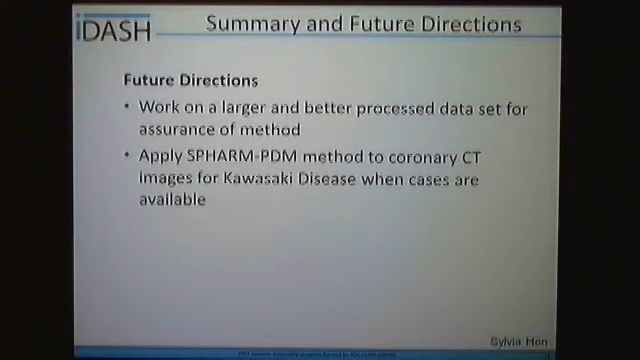 iDASH
Summary and Future Directions
Future Directions
• Work on a larger and better processed data set for
assurance of method
• Apply SPHARM-PDM method to coronary CT
images for Kawasaki Disease when cases are
available
Sylvia Hon